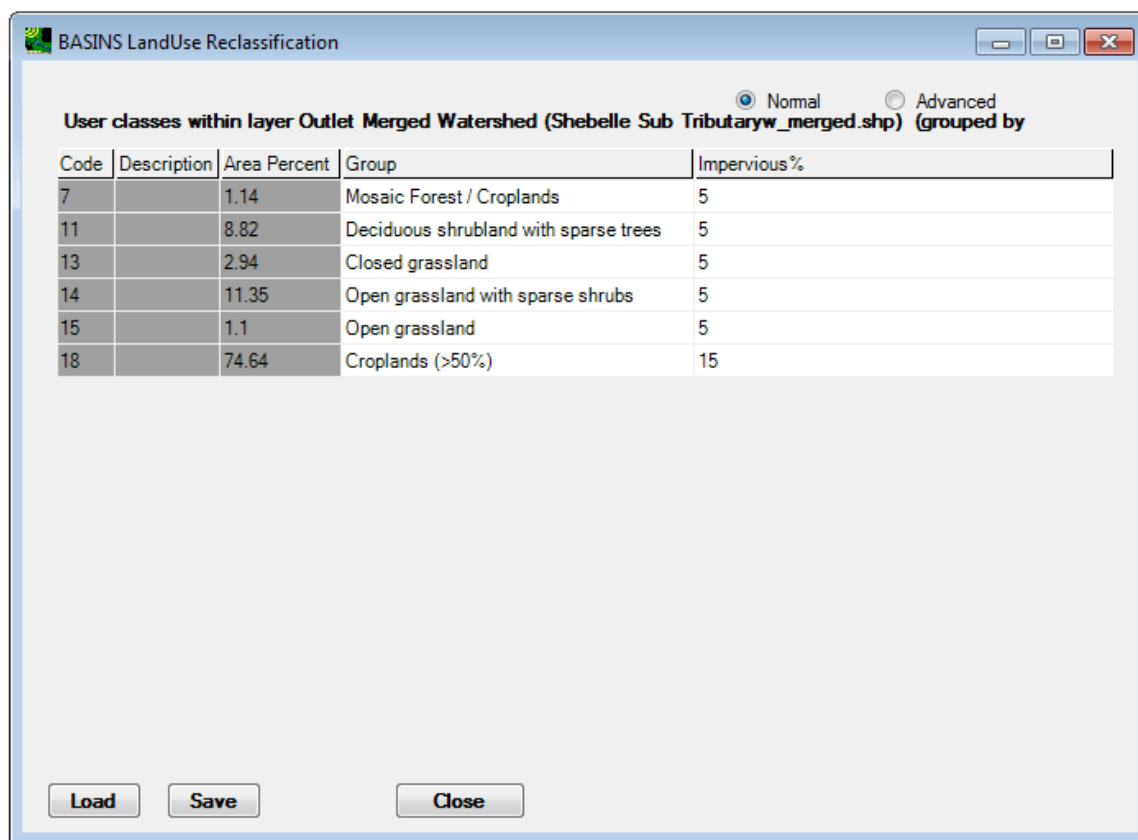 BASINS LandUse Reclassification
Normal Advanced
User classes within layer Outlet Merged Watershed (Shebelle Sub Tributaryw_merged.shp) (grouped by
Code Description Area Percent Group Impervious%
7 1.14 Mosaic Forest / Croplands 5
11 8.82 Deciduous shrubland with sparse trees 5
13 2.94 Closed grassland 5
14 11.35 Open grassland with sparse shrubs 5
15 1.1 Open grassland 5
18 74.64 Croplands (>50%) 15
Load Save Close